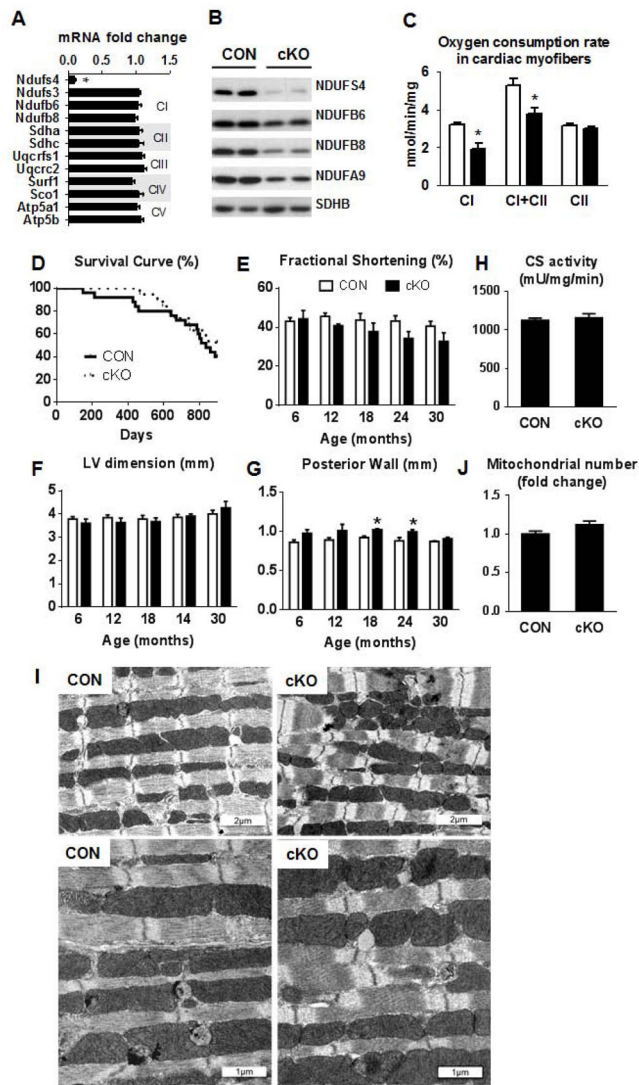 A
mRNA fold change
0.0 0.5 1.0 1.5
Ndufs4
*
Ndufs3
Ndufb6
Ndufb8
CI
Sdha
Sdhc
CII
Uqcrfs1
Uqcrc2
CIII
Surf1
Sco1
CIV
Atp5a1
Atp5b
CV
B
CON cKO
NDUFS4
NDUFB6
NDUFB8
NDUFA9
SDHB
C
Oxygen consumption rate
in cardiac myofibers
nmol/min/mg
6
4
2
0
*
*
CI CI+CII CII
D
Survival Curve (%)
100
80
60
40
20
0
CON
cKO
0 200 400 600 800
Days
E
Fractional Shortening (%)
CON cKO
60
40
20
0
6 12 18 24 30
Age (months)
H
CS activity
(mU/mg/min)
1500
1000
500
0
CON cKO
F
LV dimension (mm)
5
4
3
2
1
0
6 12 18 14 30
Age (months)
G
Posterior Wall (mm)
1.5
1.0
0.5
0.0
* *
6 12 18 24 30
Age (months)
J
Mitochondrial number
(fold change)
1.5
1.0
0.5
0.0
CON cKO
I
CON
2µm
cKO
2µm
CON
1µm
cKO
1µm